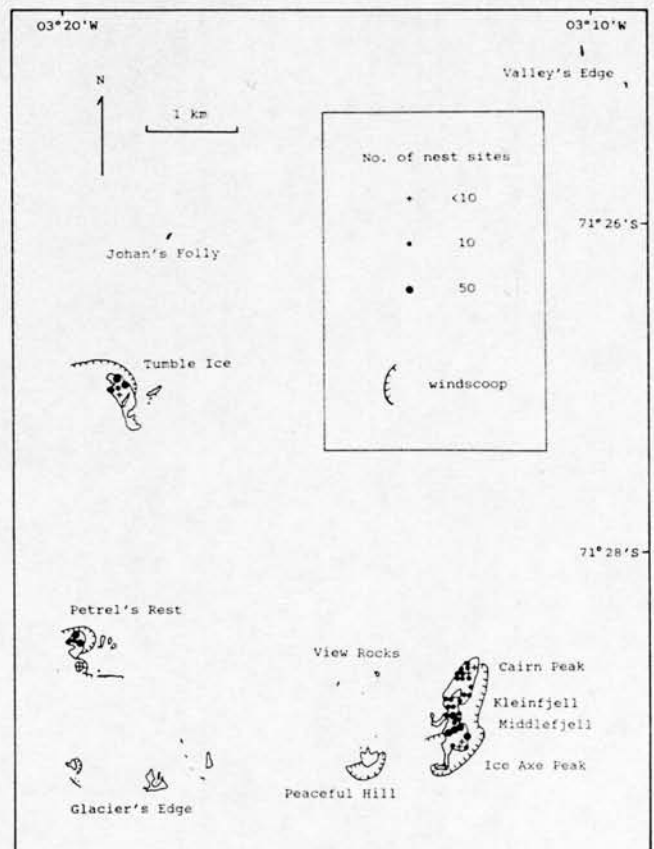 03°20'W
03°10'W
Valley's Edge
N
1 km
No. of nest sites
+ <10
10
50
windscoop
71°26'S
Johan's Folly
Tumble Ice
71°28'S
Petrel's Rest
View Rocks
Cairn Peak
Kleinfjell
Middlefjell
Ice Axe Peak
Peaceful Hill
Glacier's Edge